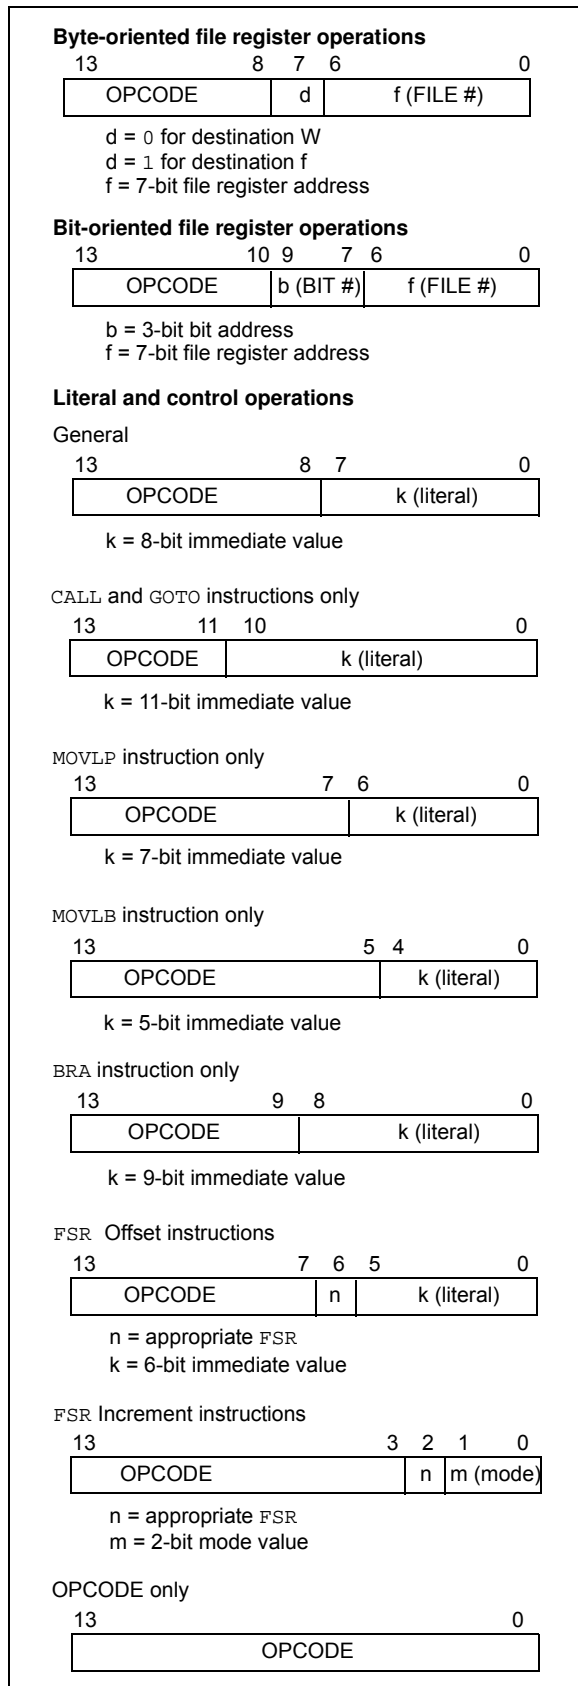 Byte-oriented file register operations
13 8 7 6 0
OPCODE d f (FILE #)
d = 0 for destination W
d = 1 for destination f
f = 7-bit file register address
Bit-oriented file register operations
13 10 9 7 6 0
OPCODE b (BIT #) f (FILE #)
b = 3-bit bit address
f = 7-bit file register address
Literal and control operations
General
13 8 7 0
OPCODE k (literal)
k = 8-bit immediate value
CALL and GOTO instructions only
13 11 10 0
OPCODE k (literal)
k = 11-bit immediate value
MOVLP instruction only
13 7 6 0
OPCODE k (literal)
k = 7-bit immediate value
MOVLB instruction only
13 5 4 0
OPCODE k (literal)
k = 5-bit immediate value
BRA instruction only
13 9 8 0
OPCODE k (literal)
k = 9-bit immediate value
FSR Offset instructions
13 7 6 5 0
OPCODE n k (literal)
n = appropriate FSR
k = 6-bit immediate value
FSR Increment instructions
13 3 2 1 0
OPCODE n m (mode)
n = appropriate FSR
m = 2-bit mode value
OPCODE only
13 0
OPCODE